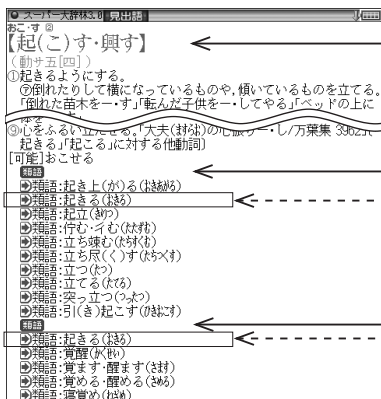 スーパー大辞林3.0 見出語
おこ・す ②
【起(こ)す・興す】
(動サ五[四])
①起きるようにする。
㋐倒れたりして横になっているものや,傾いているものを立てる。
「倒れた苗木を―・す」「転んだ子供を―・してやる」「ベッドの上に
⑨心をふるい立たせる。「大夫(ますらお)の心振り―・し/万葉集 3962」〔
起きる」「起こる」に対する他動詞〕
[可能]おこせる
類語
類語:起き上(が)る(おきあがる)
類語:起きる(おきる)
類語:起立(きりつ)
類語:佇む・彳む(たたずむ)
類語:立ち竦む(たちすくむ)
類語:立ち尽(く)す(たちつくす)
類語:立つ(たつ)
類語:立てる(たてる)
類語:突っ立つ(つったつ)
類語:引(き)起こす(ひきおこす)
類語
類語:起きる(おきる)
類語:覚醒(かくせい)
類語:覚ます・醒ます(さます)
類語:覚める・醒める(さめる)
類語:寝覚め(ねざめ)